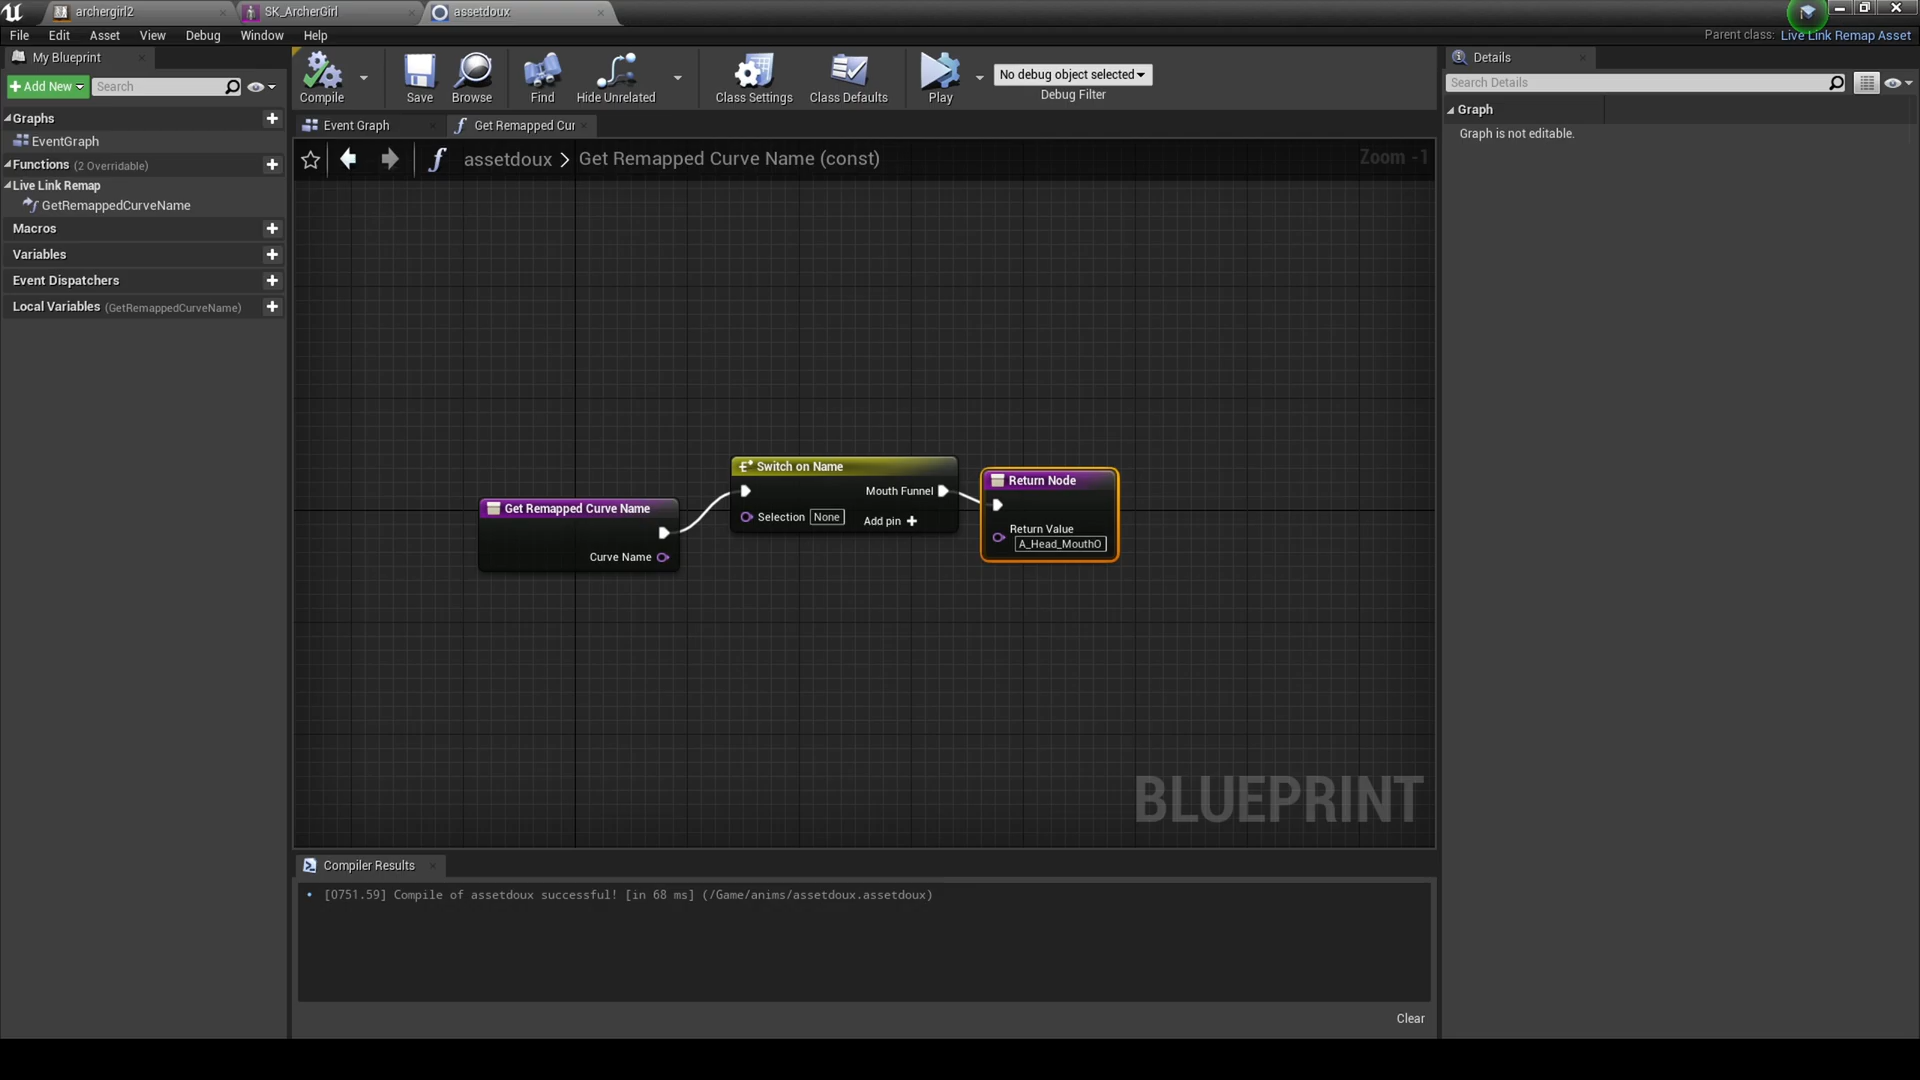 archergirl2
SK_ArcherGirl
assetdoux
File Edit Asset View Debug Window Help
Parent class: Live Link Remap Asset
My Blueprint
Add New
Search
Graphs
EventGraph
Functions (2 Overridable)
Live Link Remap
GetRemappedCurveName
Macros
Variables
Event Dispatchers
Local Variables (GetRemappedCurveName)
Compile
Save
Browse
Find
Hide Unrelated
Class Settings
Class Defaults
Play
No debug object selected
Debug Filter
Event Graph
Get Remapped Cur
assetdoux > Get Remapped Curve Name (const)
Zoom -1
Get Remapped Curve Name
Curve Name
Switch on Name
Mouth Funnel
Selection None
Add pin
Return Node
Return Value
A_Head_MouthO
BLUEPRINT
Compiler Results
[0751.59] Compile of assetdoux successful! [in 68 ms] (/Game/anims/assetdoux.assetdoux)
Clear
Details
Search Details
Graph
Graph is not editable.